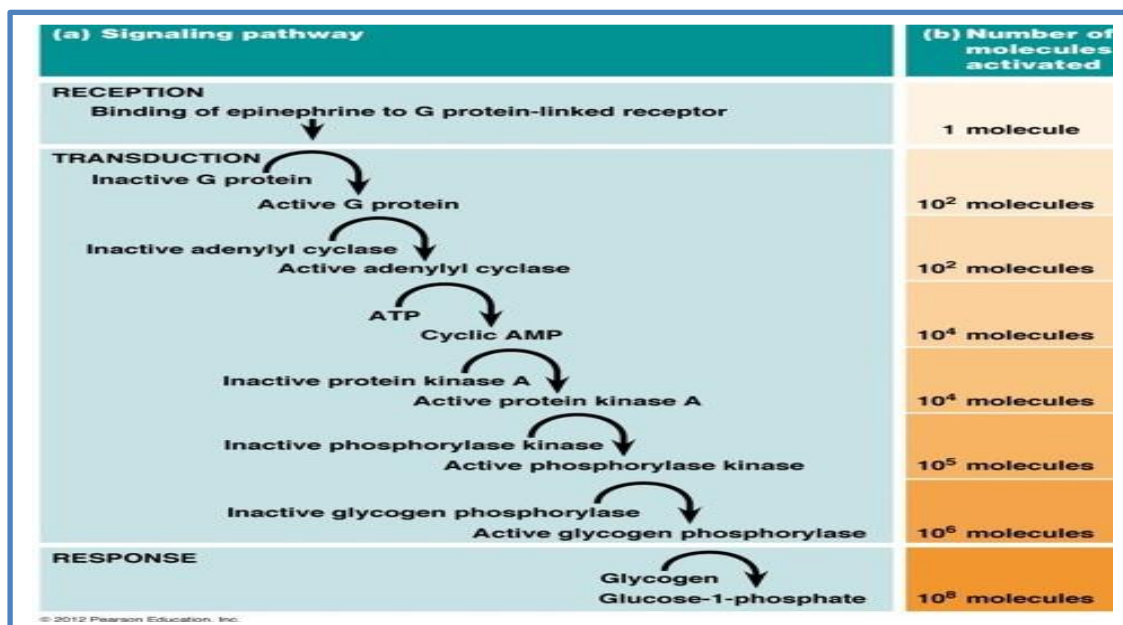 (a) Signaling pathway
(b) Number of
molecules
activated
RECEPTION
Binding of epinephrine to G protein-linked receptor
1 molecule
TRANSDUCTION
Inactive G protein
Active G protein
10² molecules
Inactive adenylyl cyclase
Active adenylyl cyclase
10² molecules
ATP
Cyclic AMP
10⁴ molecules
Inactive protein kinase A
Active protein kinase A
10⁴ molecules
Inactive phosphorylase kinase
Active phosphorylase kinase
10⁵ molecules
Inactive glycogen phosphorylase
Active glycogen phosphorylase
10⁶ molecules
RESPONSE
Glycogen
Glucose-1-phosphate
10⁸ molecules
© 2012 Pearson Education, Inc.